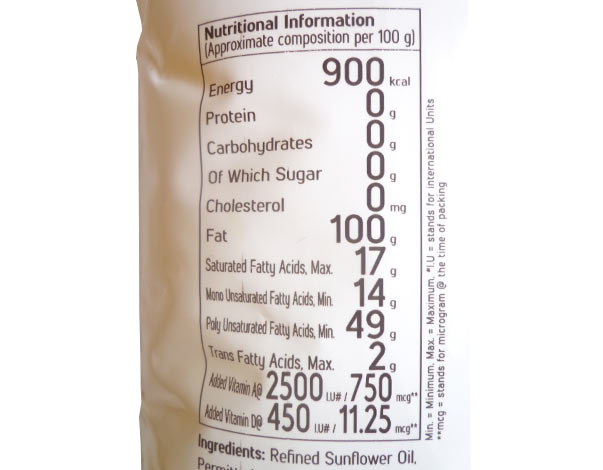 Nutritional Information
(Approximate composition per 100 g)
Energy 900 kcal
Protein 0 g
Carbohydrates 0 g
Of Which Sugar 0 g
Cholesterol 0 mg
Fat 100 g
Saturated Fatty Acids, Max. 17 g
Mono Unsaturated Fatty Acids, Min. 14 g
Poly Unsaturated Fatty Acids, Min. 49 g
Trans Fatty Acids, Max. 2 g
Added Vitamin A@ 2500 I.U# / 750 mcg**
Added Vitamin D@ 450 I.U# / 11.25 mcg**
Ingredients: Refined Sunflower Oil,
Min. = Minimum, Max. = Maximum, *I.U = stands for international Units
**mcg = stands for microgram @ the time of packing